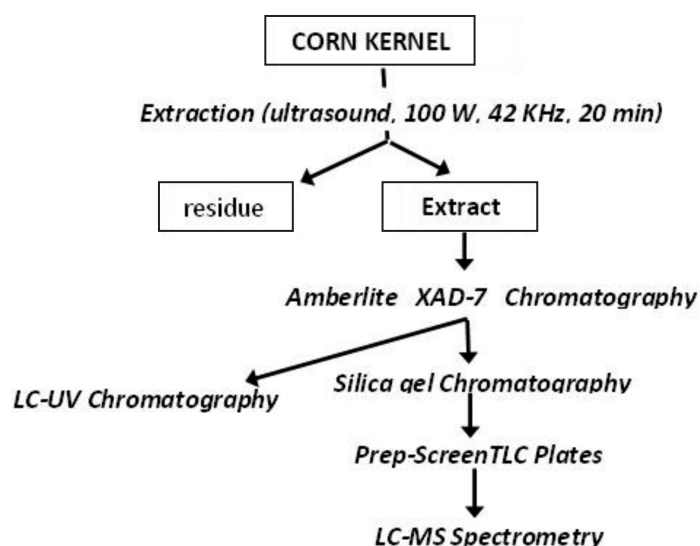 CORN KERNEL
Extraction (ultrasound, 100 W, 42 KHz, 20 min)
residue
Extract
Amberlite XAD-7 Chromatography
LC-UV Chromatography
Silica gel Chromatography
Prep-ScreenTLC Plates
LC-MS Spectrometry